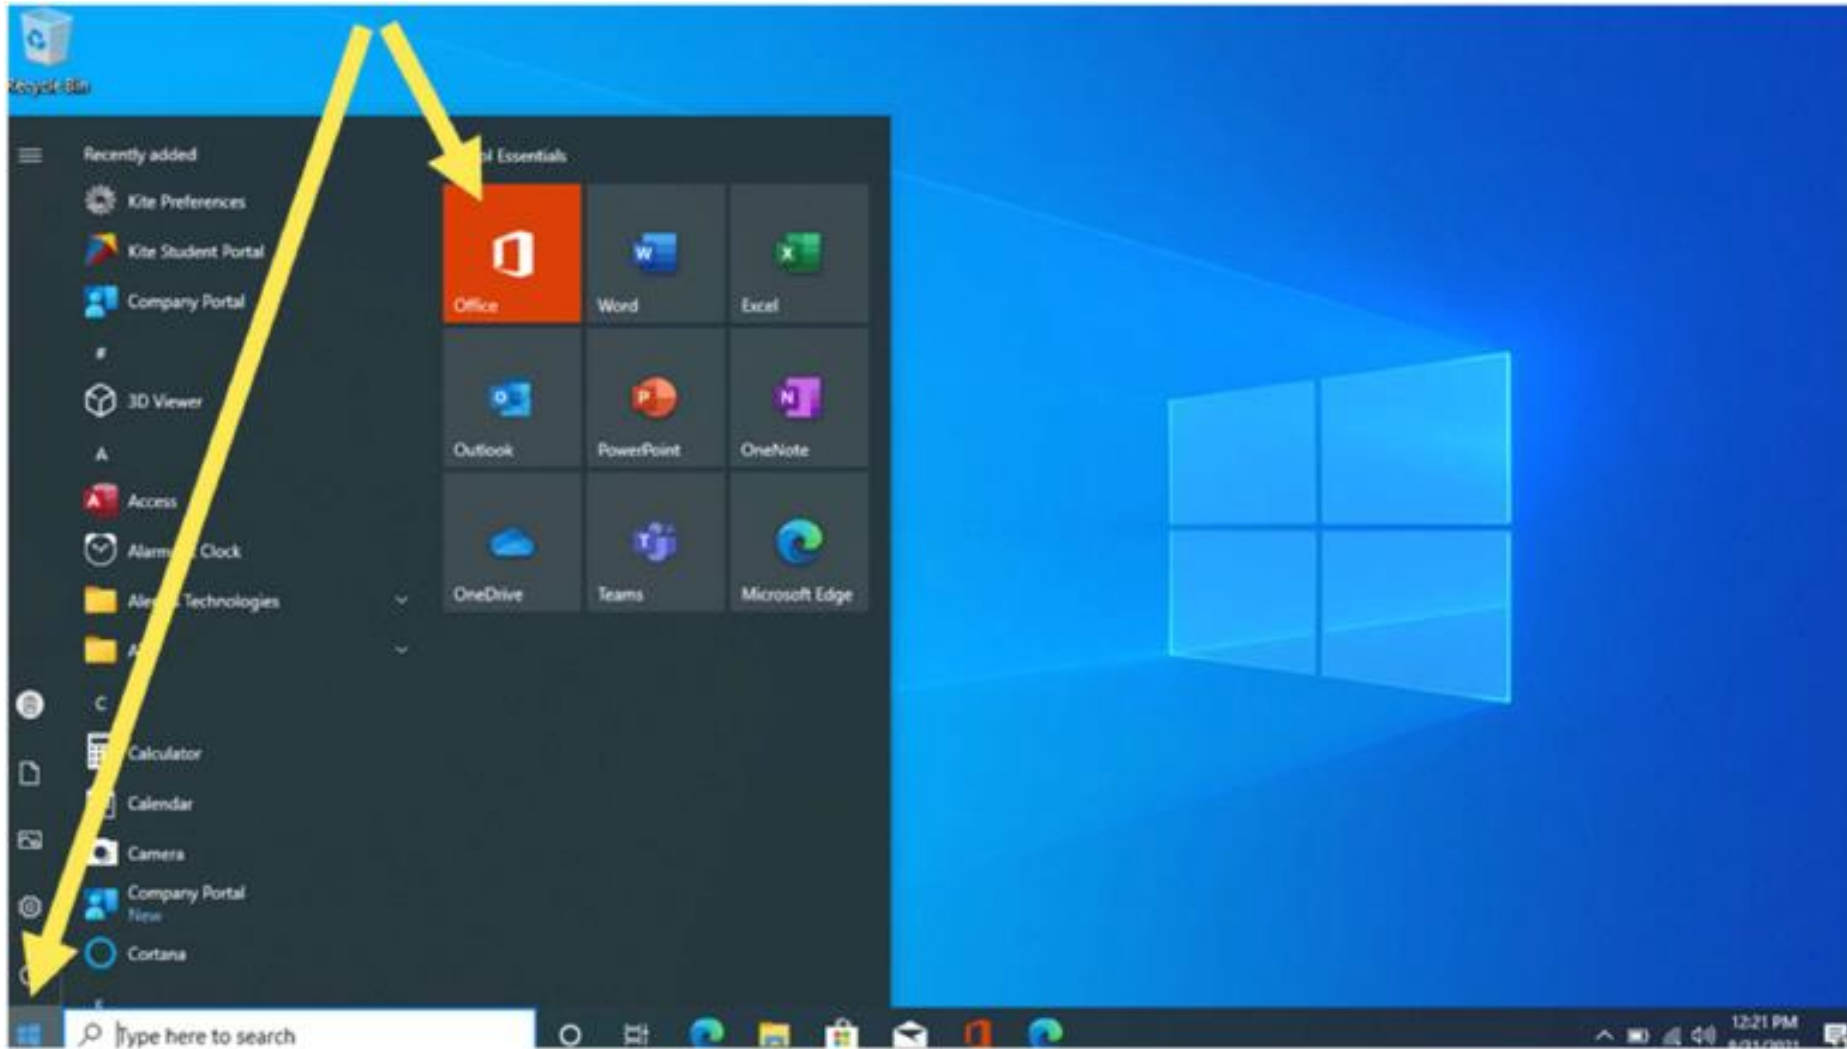 Recycle Bin
Recently added
Kite Preferences
Kite Student Portal
Company Portal
#
3D Viewer
A
Access
Clock
Technologies
C
Calculator
Calendar
Camera
Company Portal
New
Cortana
Essentials
Office
Word
Excel
Outlook
PowerPoint
OneNote
OneDrive
Teams
Microsoft Edge
Type here to search
12:21 PM